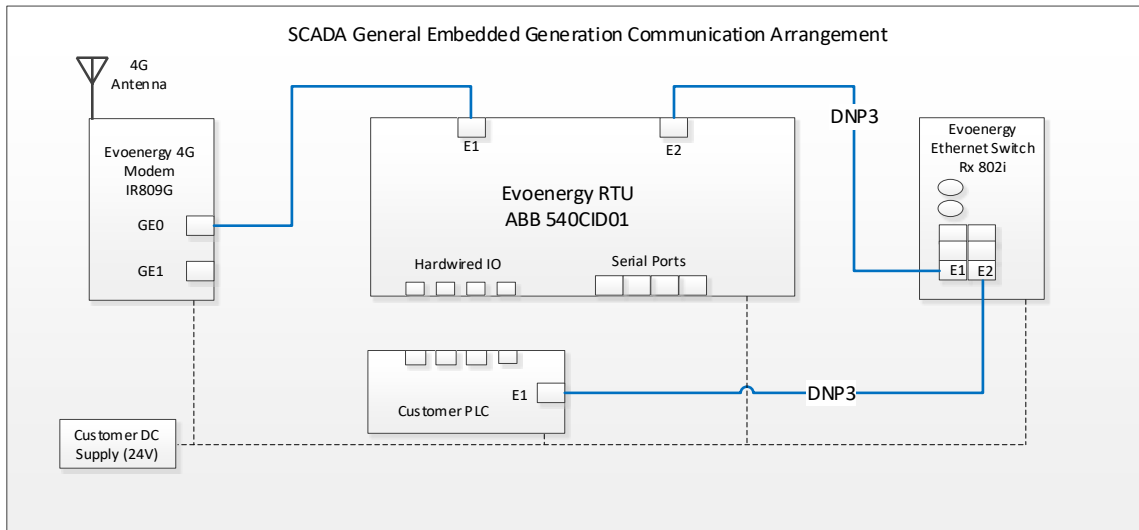 SCADA General Embedded Generation Communication Arrangement
4G
Antenna
Evoenergy 4G
Modem
IR809G
GE0
GE1
E1
E2
Evoenergy RTU
ABB 540CID01
Hardwired IO
Serial Ports
DNP3
Evoenergy
Ethernet Switch
Rx 802i
E1
E2
E1
Customer PLC
DNP3
Customer DC
Supply (24V)